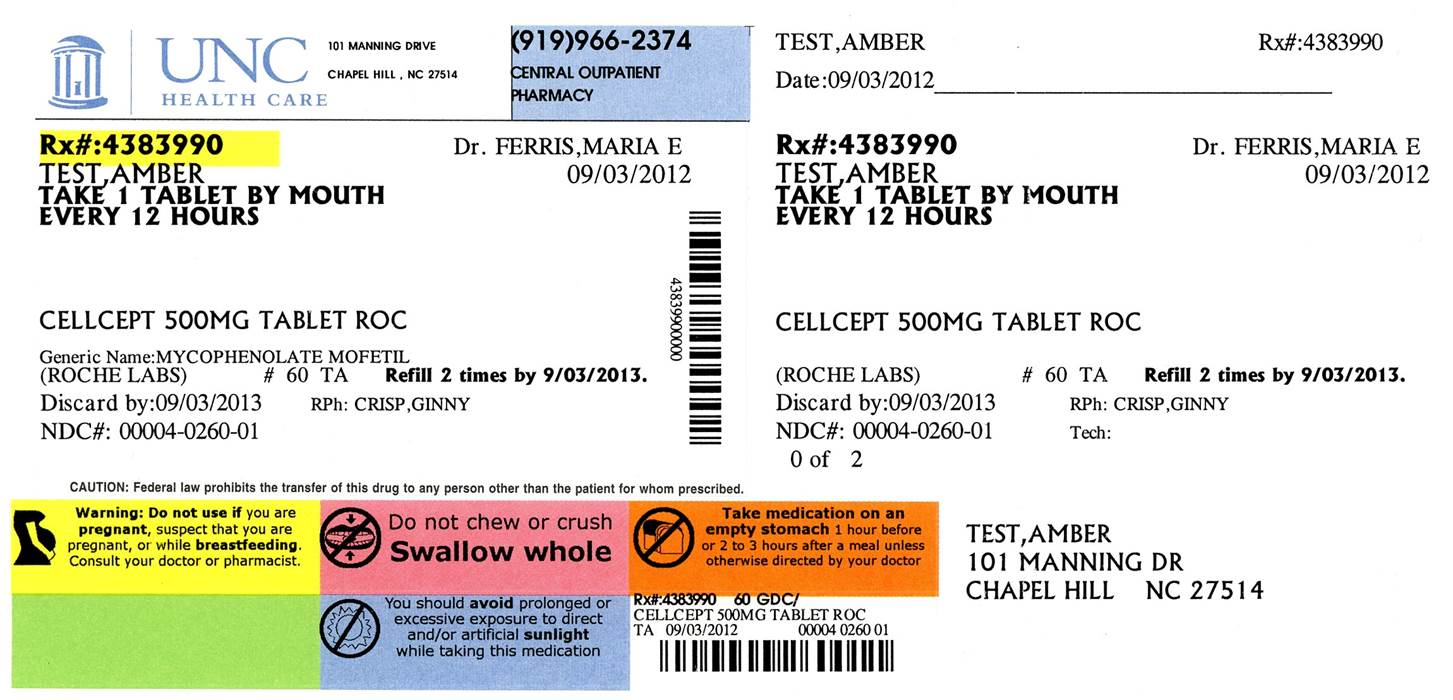 UNC
HEALTH CARE
101 MANNING DRIVE
CHAPEL HILL , NC 27514
(919)966-2374
CENTRAL OUTPATIENT
PHARMACY
Rx#:4383990
Dr. FERRIS,MARIA E
TEST,AMBER
09/03/2012
TAKE 1 TABLET BY MOUTH
EVERY 12 HOURS
43839900000
CELLCEPT 500MG TABLET ROC
Generic Name:MYCOPHENOLATE MOFETIL
(ROCHE LABS) # 60 TA Refill 2 times by 9/03/2013.
Discard by:09/03/2013 RPh: CRISP,GINNY
NDC#: 00004-0260-01
CAUTION: Federal law prohibits the transfer of this drug to any person other than the patient for whom prescribed.
TEST,AMBER Rx#:4383990
Date:09/03/2012
Rx#:4383990 Dr. FERRIS,MARIA E
TEST,AMBER 09/03/2012
TAKE 1 TABLET BY MOUTH
EVERY 12 HOURS
CELLCEPT 500MG TABLET ROC
(ROCHE LABS) # 60 TA Refill 2 times by 9/03/2013.
Discard by:09/03/2013 RPh: CRISP,GINNY
NDC#: 00004-0260-01 Tech:
0 of 2
Warning: Do not use if you are
pregnant, suspect that you are
pregnant, or while breastfeeding.
Consult your doctor or pharmacist.
Do not chew or crush
Swallow whole
Take medication on an
empty stomach 1 hour before
or 2 to 3 hours after a meal unless
otherwise directed by your doctor
You should avoid prolonged or
excessive exposure to direct
and/or artificial sunlight
while taking this medication
Rx#:4383990 60 GDC/
CELLCEPT 500MG TABLET ROC
TA 09/03/2012 00004 0260 01
TEST,AMBER
101 MANNING DR
CHAPEL HILL NC 27514